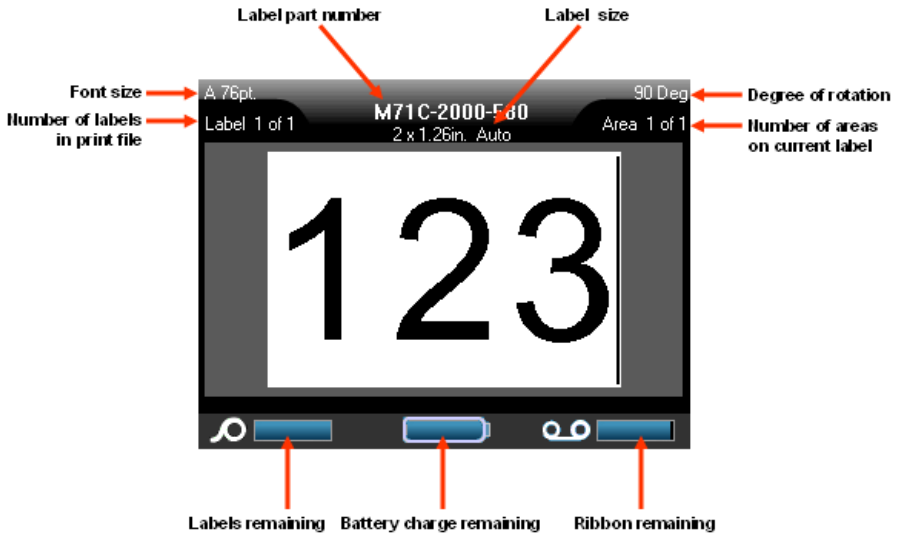 Label part number
Label size
Font size
A 76pt.
90 Deg
Degree of rotation
M71C-2000-580
Number of labels
in print file
Label 1 of 1
2 x 1.26in. Auto
Area 1 of 1
Number of areas
on current label
123
Labels remaining
Battery charge remaining
Ribbon remaining